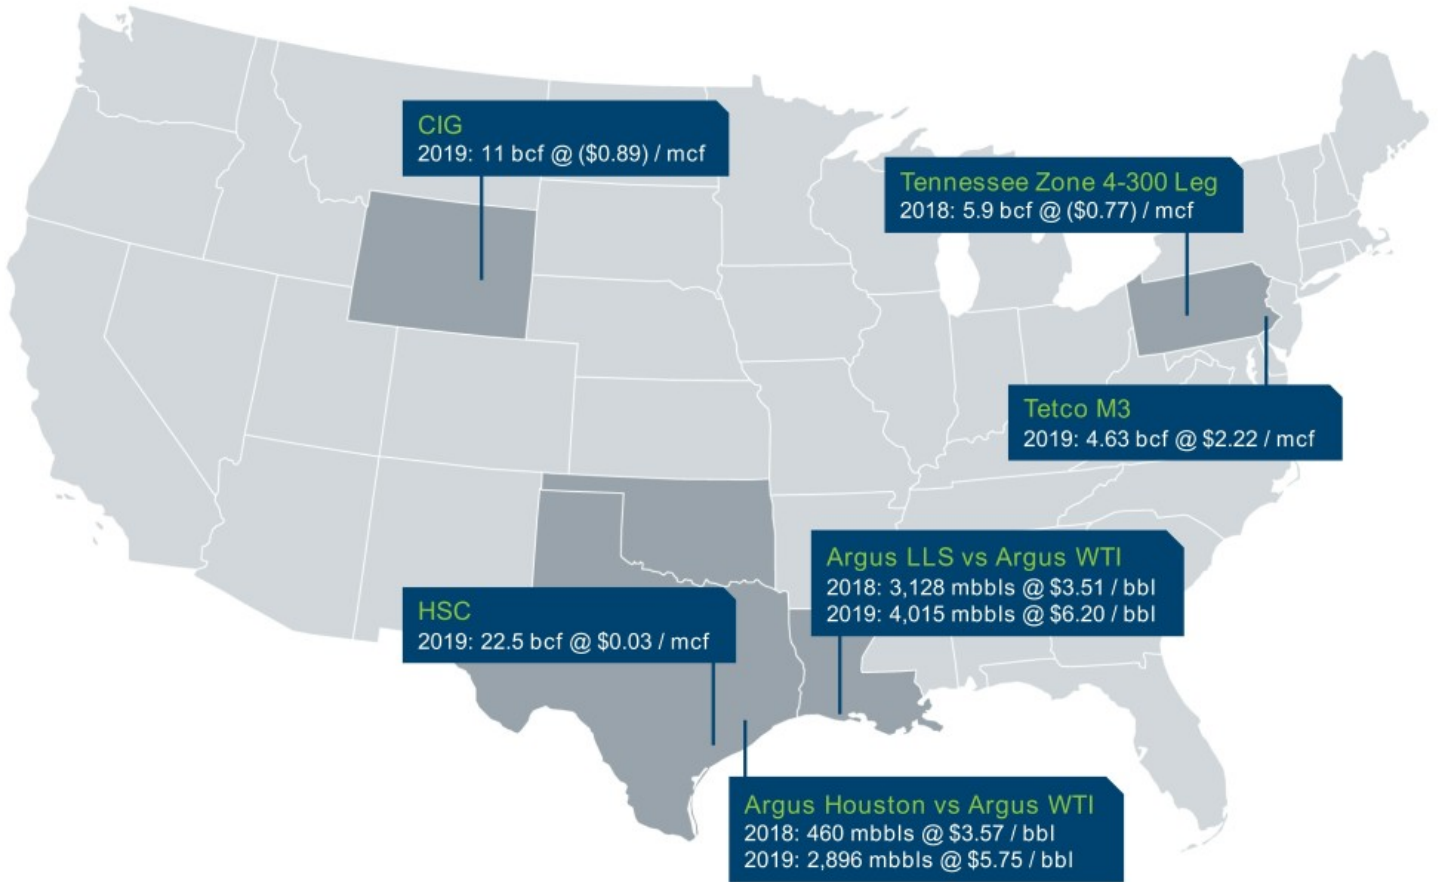 CIG
2019: 11 bcf @ ($0.89) / mcf
Tennessee Zone 4-300 Leg
2018: 5.9 bcf @ ($0.77) / mcf
Tetco M3
2019: 4.63 bcf @ $2.22 / mcf
Argus LLS vs Argus WTI
2018: 3,128 mbbls @ $3.51 / bbl
2019: 4,015 mbbls @ $6.20 / bbl
HSC
2019: 22.5 bcf @ $0.03 / mcf
Argus Houston vs Argus WTI
2018: 460 mbbls @ $3.57 / bbl
2019: 2,896 mbbls @ $5.75 / bbl